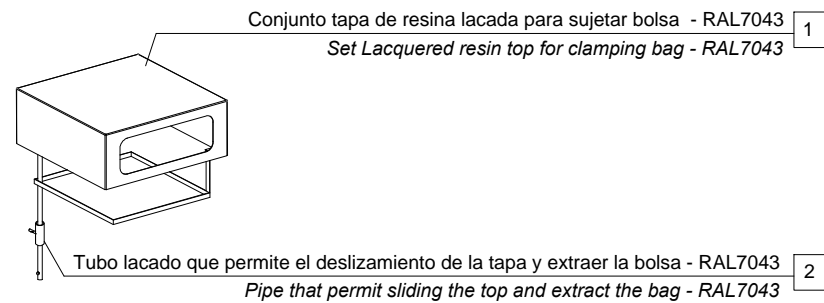 Conjunto tapa de resina lacada para sujetar bolsa - RAL7043
1
Set Lacquered resin top for clamping bag - RAL7043
Tubo lacado que permite el deslizamiento de la tapa y extraer la bolsa - RAL7043
2
Pipe that permit sliding the top and extract the bag - RAL7043